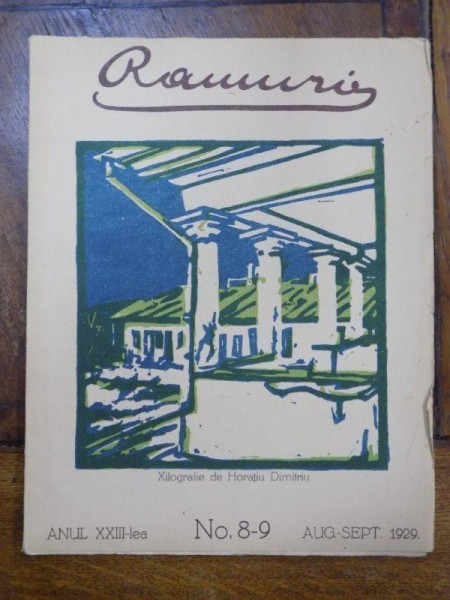 Ramuri
Xilografie de Horațiu Dimitriu
ANUL XXIII-lea No. 8-9 AUG.-SEPT. 1929.